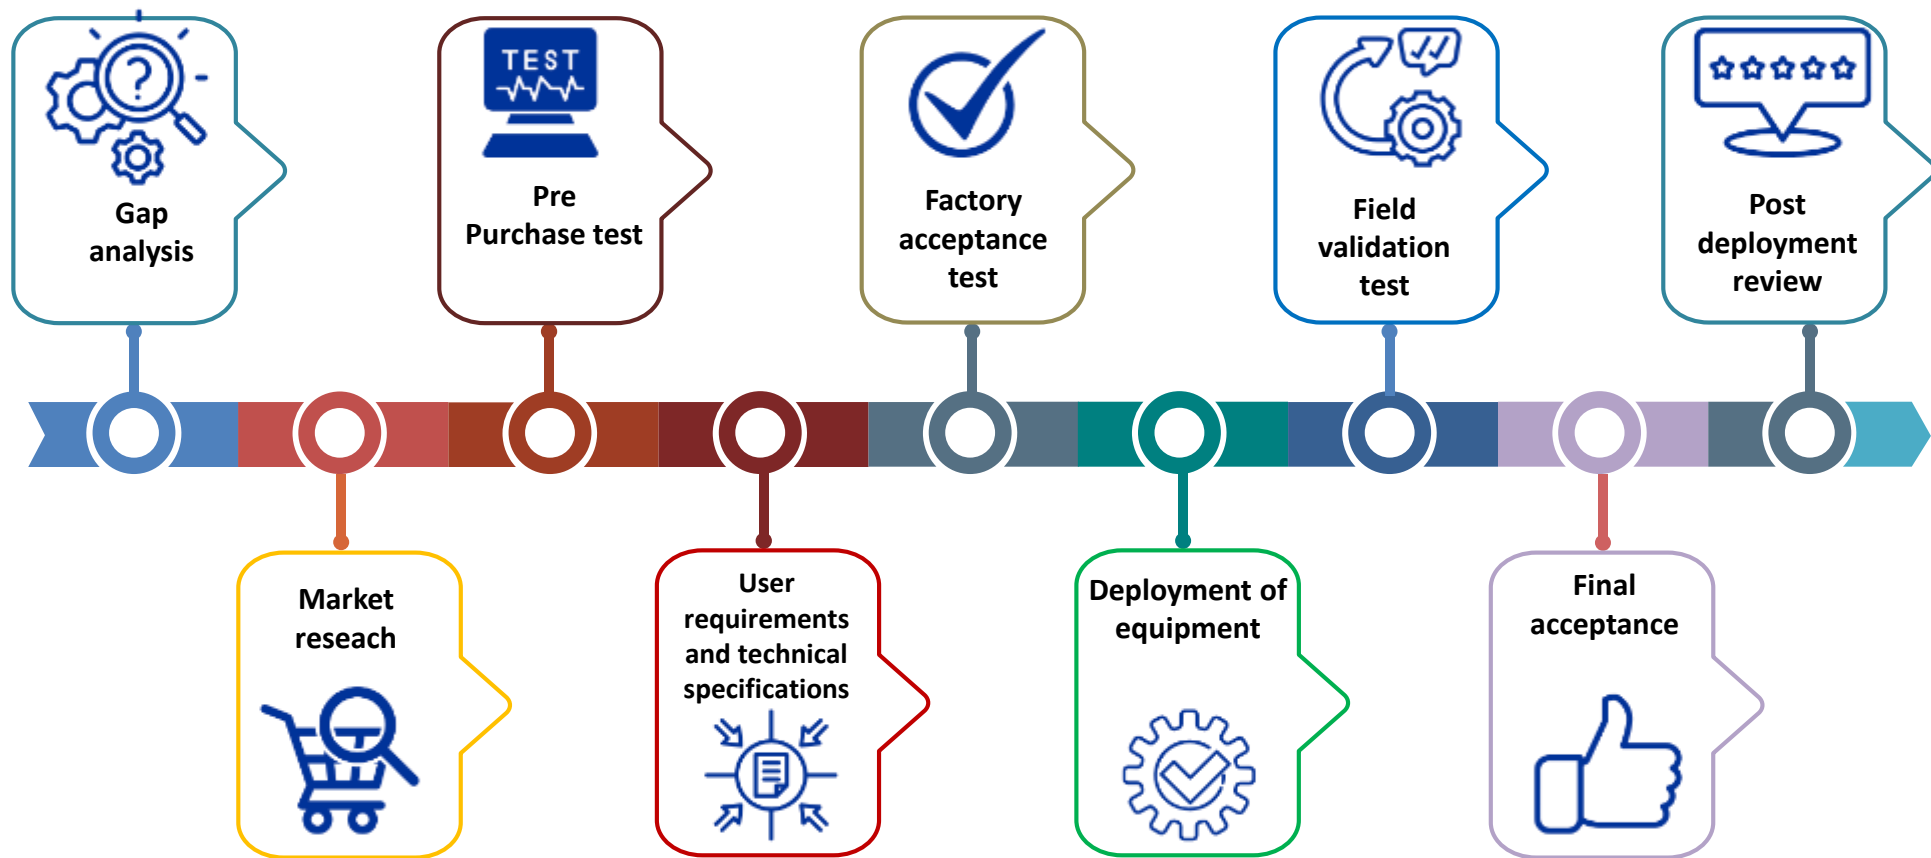 Gap
analysis
Market
reseach
TEST
Pre
Purchase test
User
requirements
and technical
specifications
Factory
acceptance
test
Deployment of
equipment
Field
validation
test
Final
acceptance
Post
deployment
review